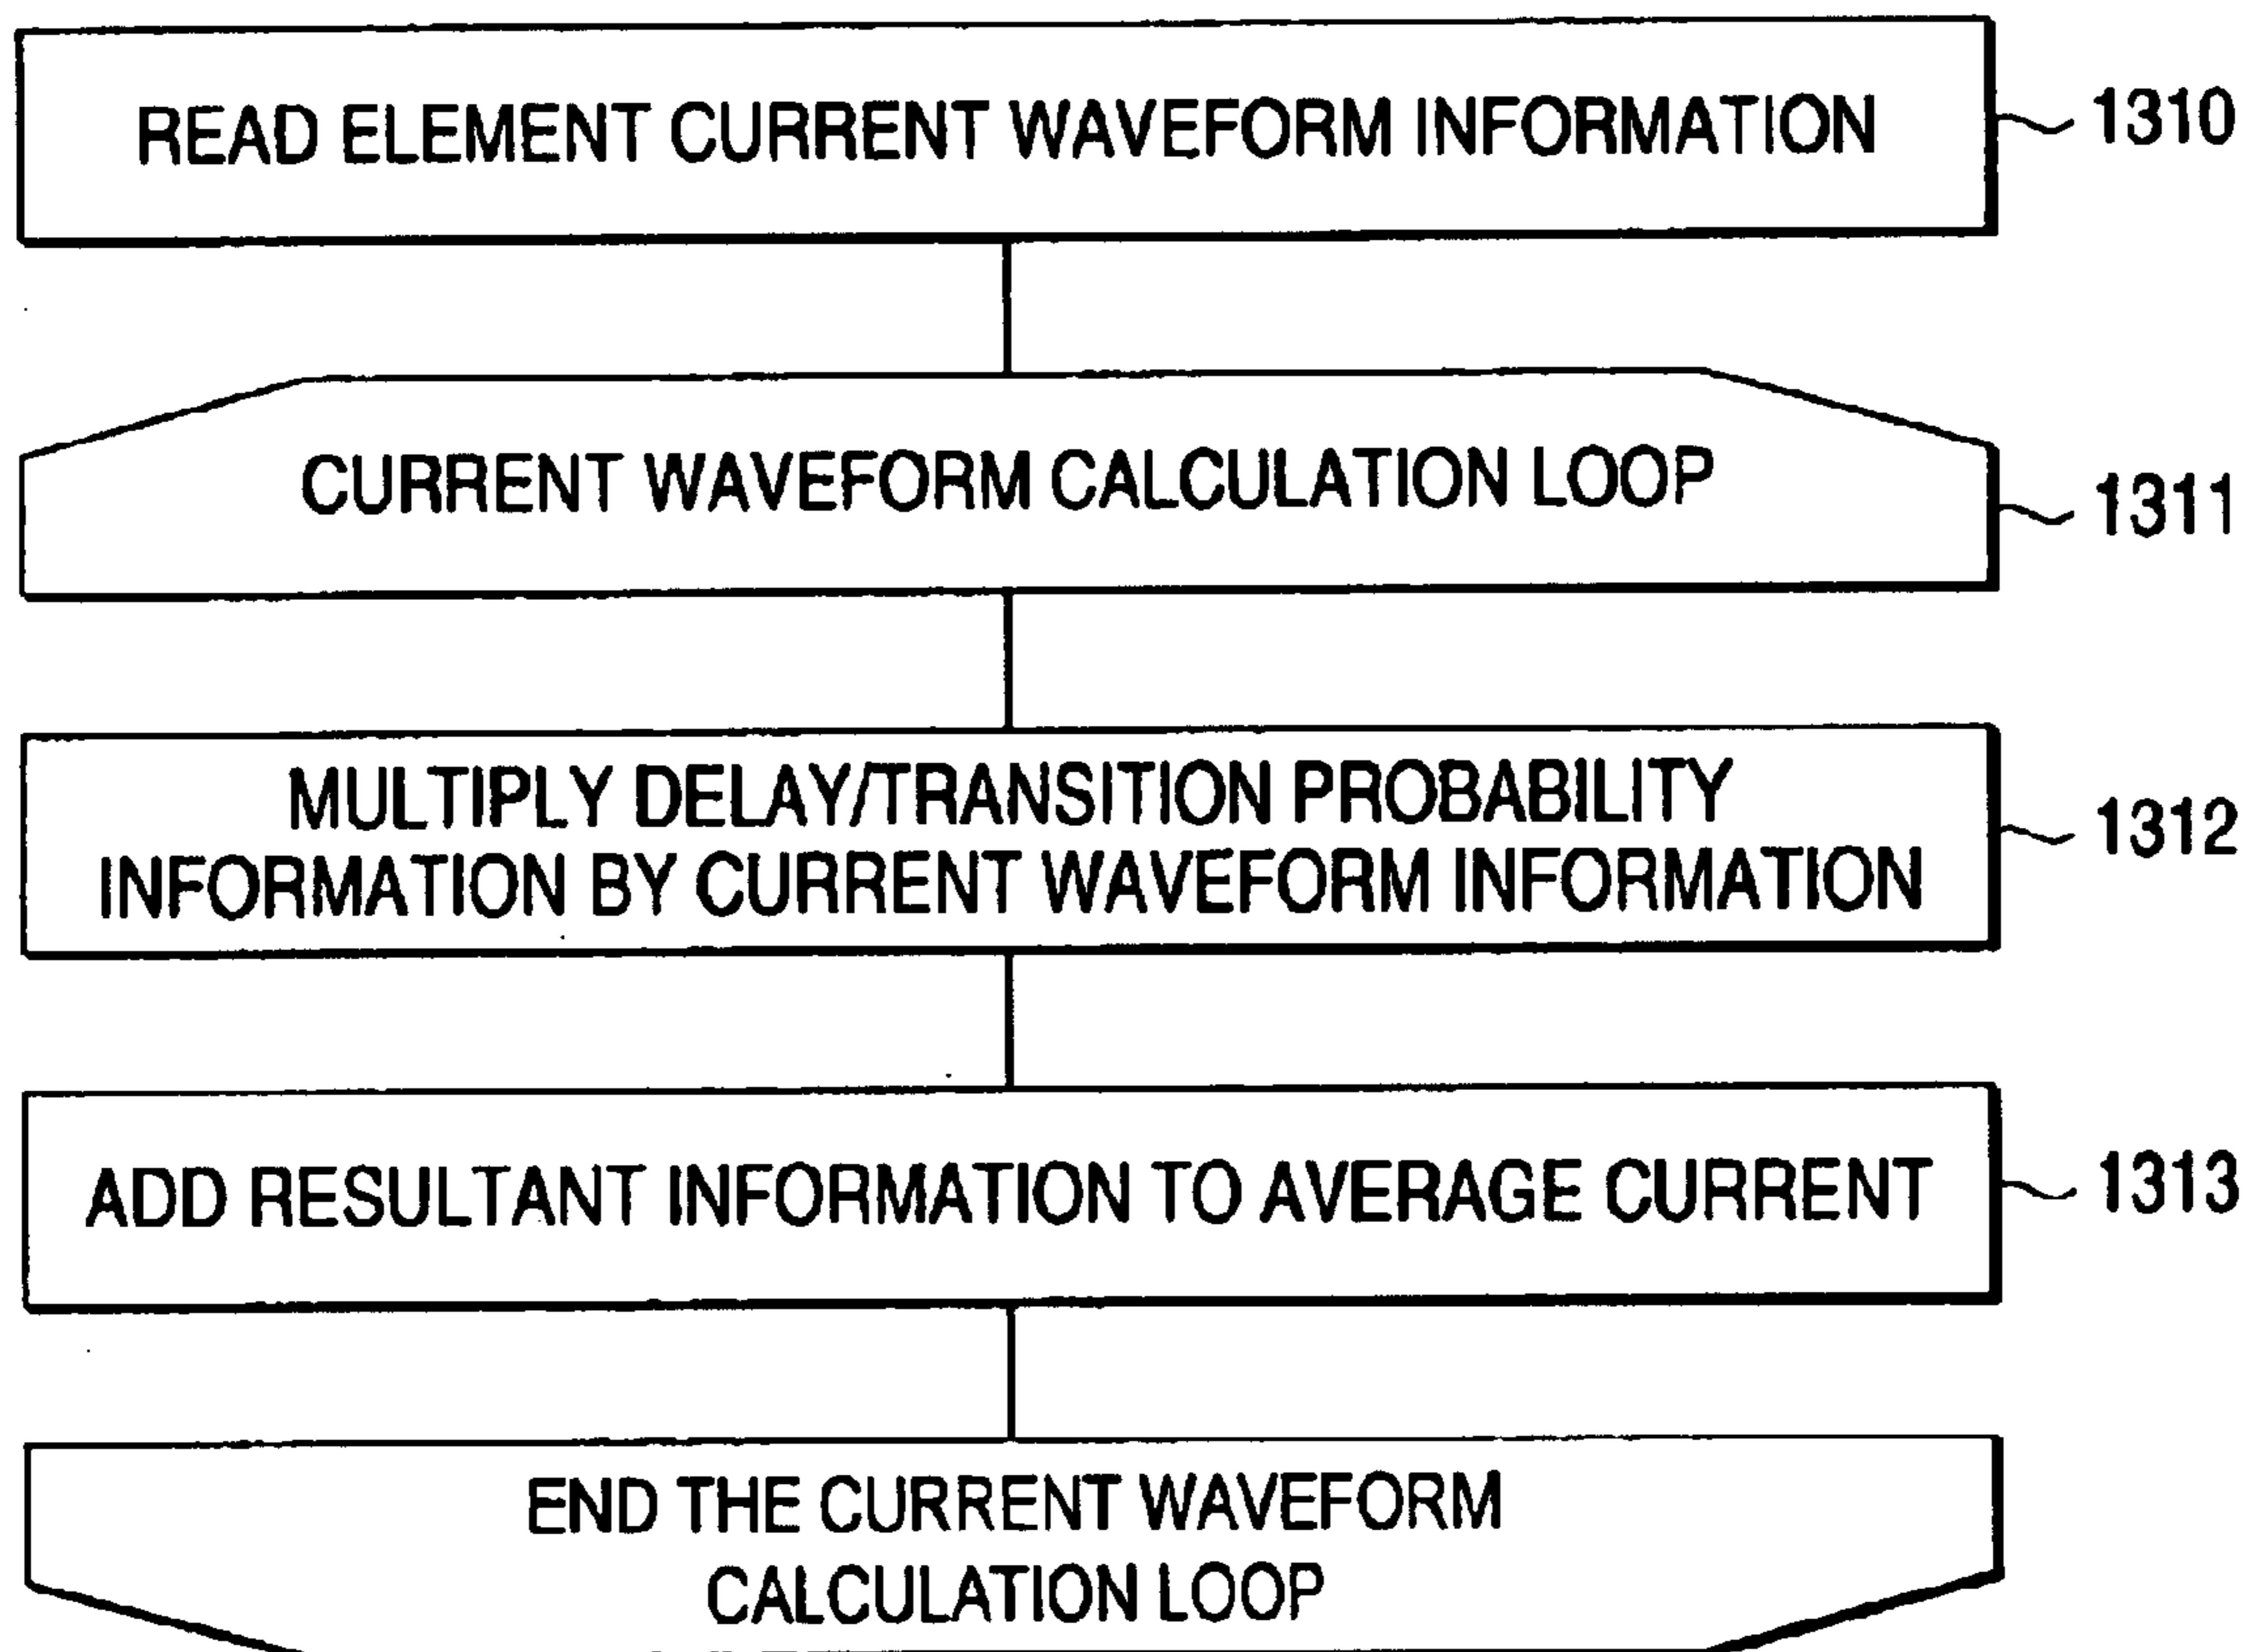 READ ELEMENT CURRENT WAVEFORM INFORMATION
1310
CURRENT WAVEFORM CALCULATION LOOP
1311
MULTIPLY DELAY/TRANSITION PROBABILITY
INFORMATION BY CURRENT WAVEFORM INFORMATION
1312
ADD RESULTANT INFORMATION TO AVERAGE CURRENT
1313
END THE CURRENT WAVEFORM
CALCULATION LOOP